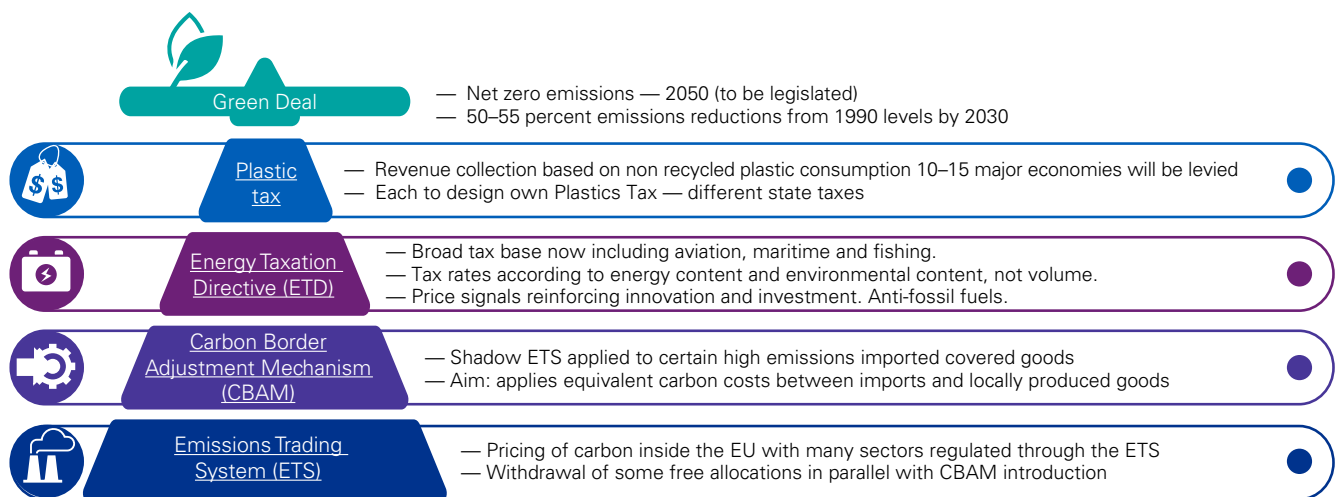 Green Deal
— Net zero emissions — 2050 (to be legislated)
— 50–55 percent emissions reductions from 1990 levels by 2030
$ $
Plastic
tax
— Revenue collection based on non recycled plastic consumption 10–15 major economies will be levied
— Each to design own Plastics Tax — different state taxes
Energy Taxation
Directive (ETD)
— Broad tax base now including aviation, maritime and fishing.
— Tax rates according to energy content and environmental content, not volume.
— Price signals reinforcing innovation and investment. Anti-fossil fuels.
Carbon Border
Adjustment Mechanism
(CBAM)
— Shadow ETS applied to certain high emissions imported covered goods
— Aim: applies equivalent carbon costs between imports and locally produced goods
Emissions Trading
System (ETS)
— Pricing of carbon inside the EU with many sectors regulated through the ETS
— Withdrawal of some free allocations in parallel with CBAM introduction